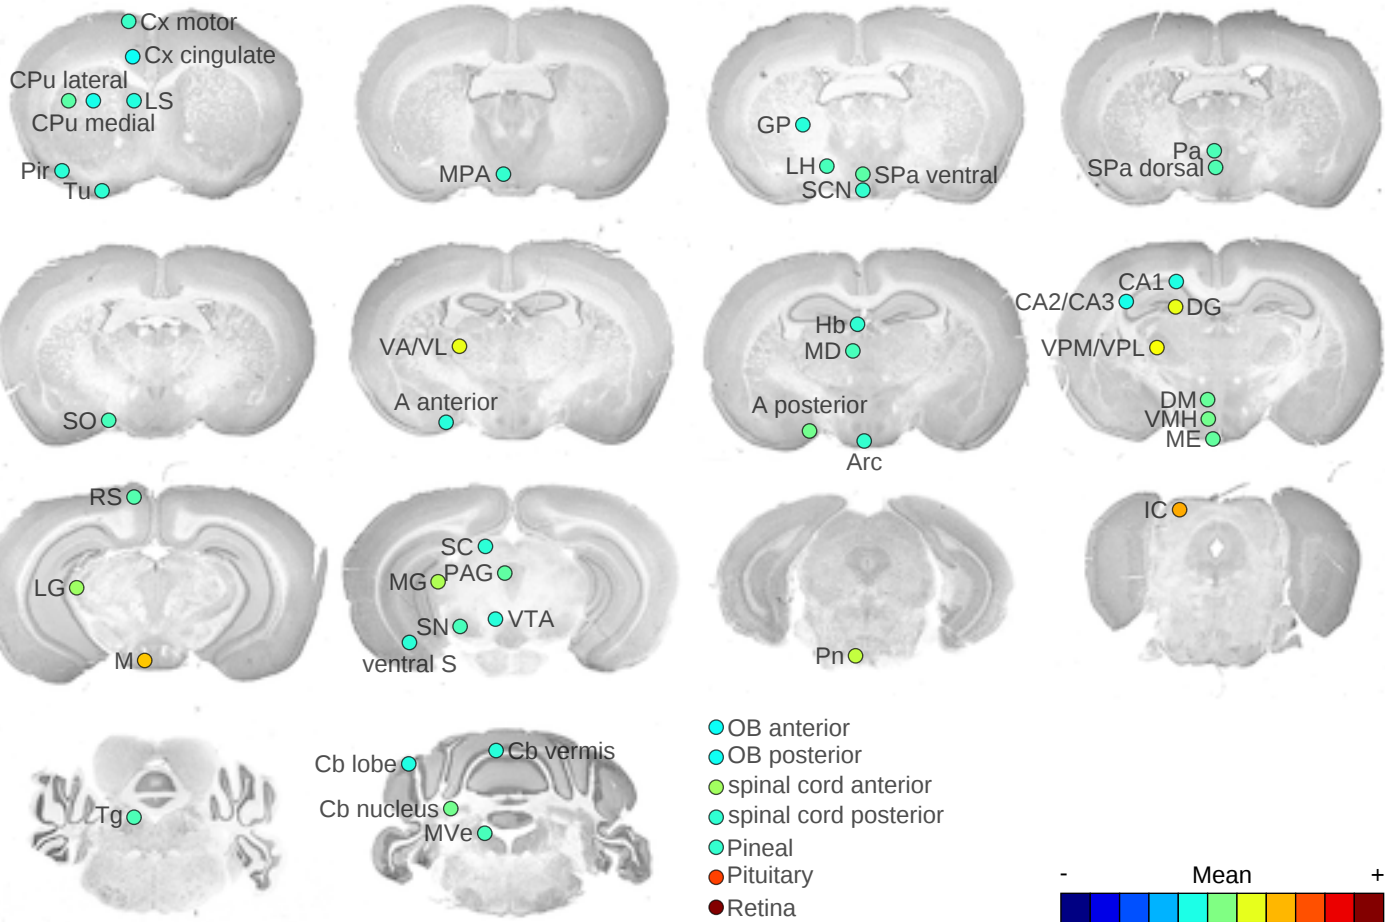 Cx motor
Cx cingulate
CPu lateral
LS
CPu medial
Pir
Tu
MPA
GP
LH
SPa ventral
SCN
Pa
SPa dorsal
SO
VA/VL
A anterior
Hb
MD
A posterior
Arc
CA1
CA2/CA3
DG
VPM/VPL
DM
VMH
ME
RS
LG
M
SC
MG
PAG
SN
VTA
ventral S
Pn
IC
Tg
Cb lobe
Cb vermis
Cb nucleus
MVe
OB anterior
OB posterior
spinal cord anterior
spinal cord posterior
Pineal
Pituitary
Retina
- Mean +